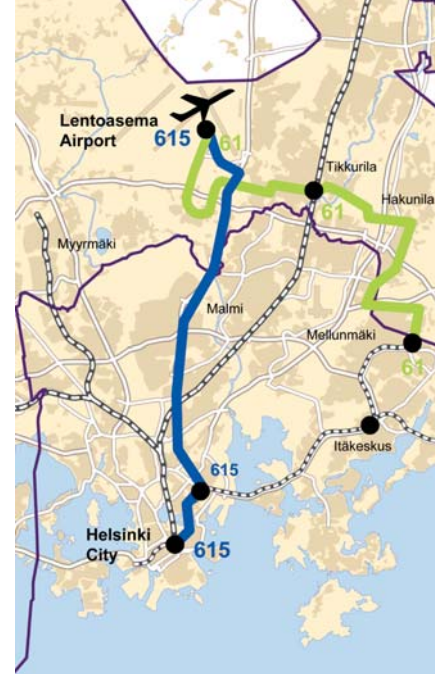 Lentoasema
Airport
615
61
Tikkurila
61
Hakunila
Myyrmäki
Malmi
Mellunmäki
61
Itäkeskus
615
Helsinki
City
615